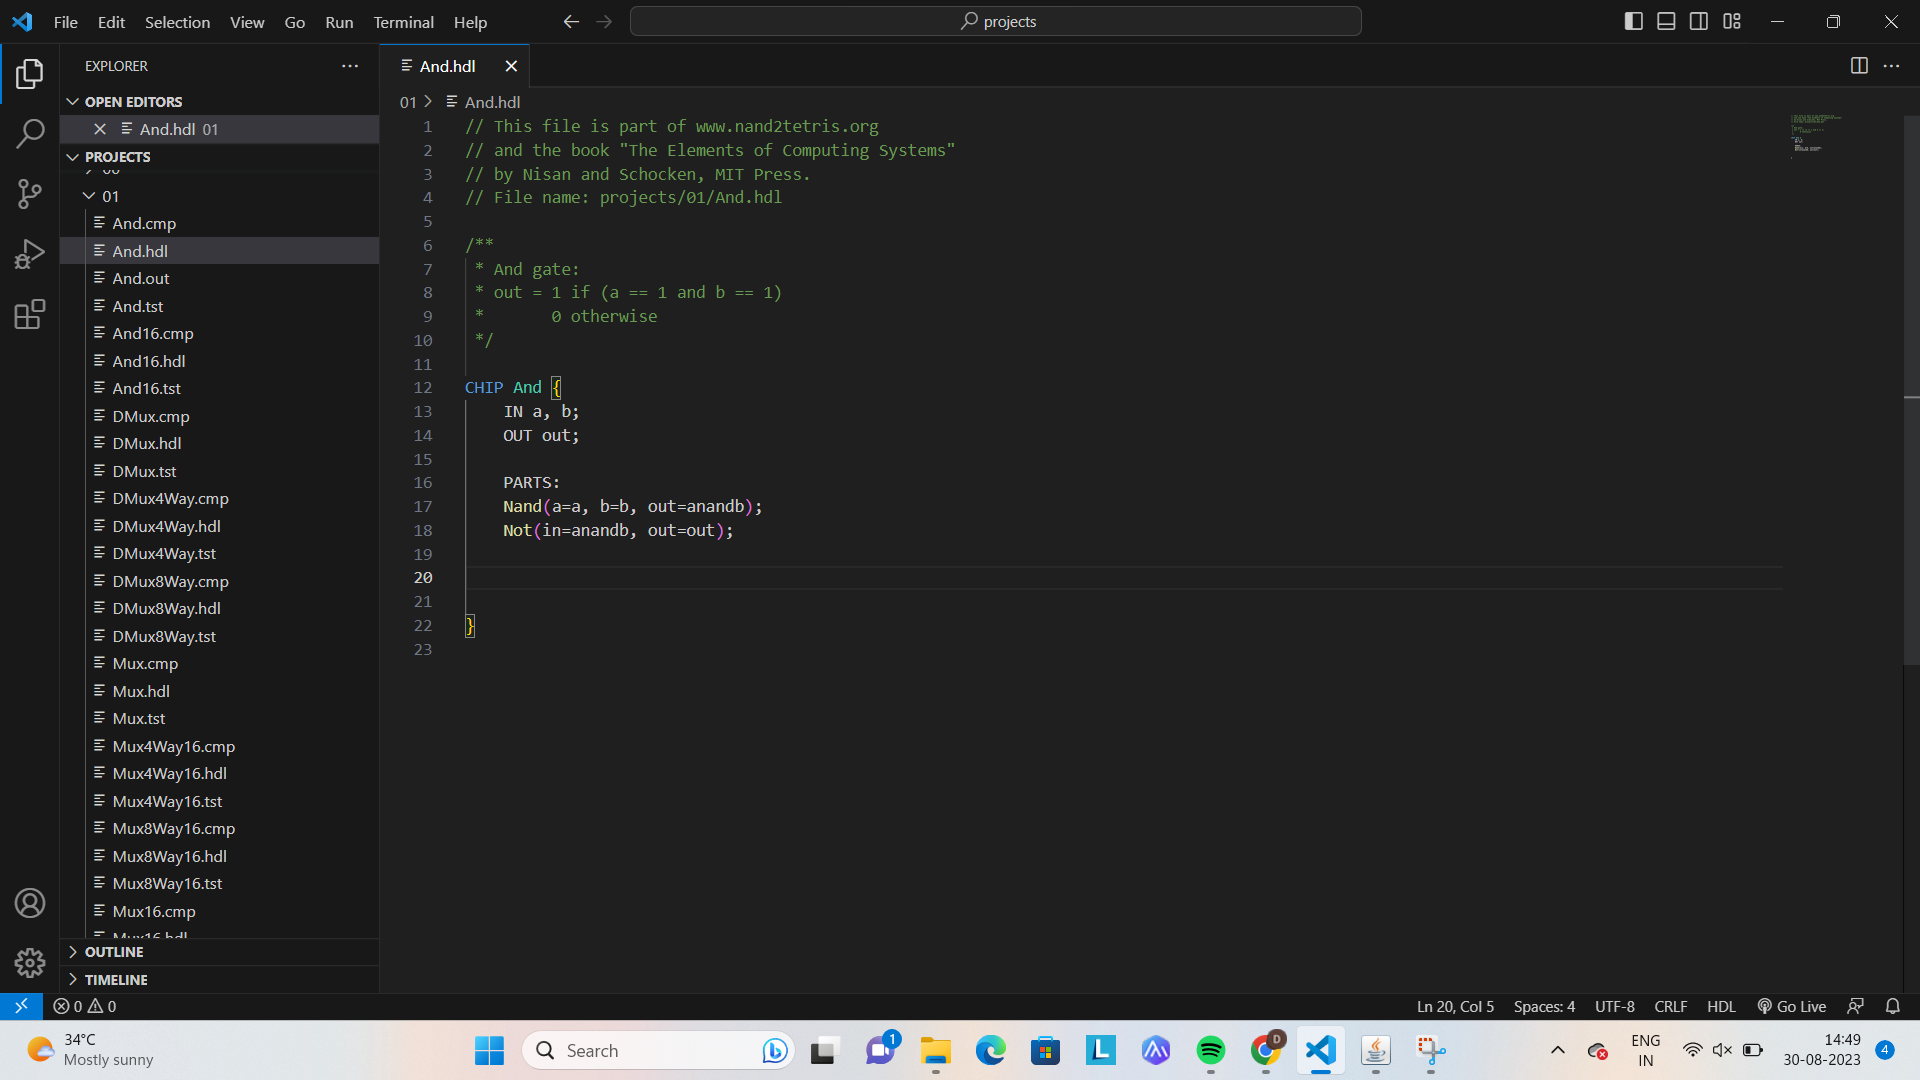 File Edit Selection View Go Run Terminal Help
projects
EXPLORER
OPEN EDITORS
And.hdl 01
PROJECTS
01
And.cmp
And.hdl
And.out
And.tst
And16.cmp
And16.hdl
And16.tst
DMux.cmp
DMux.hdl
DMux.tst
DMux4Way.cmp
DMux4Way.hdl
DMux4Way.tst
DMux8Way.cmp
DMux8Way.hdl
DMux8Way.tst
Mux.cmp
Mux.hdl
Mux.tst
Mux4Way16.cmp
Mux4Way16.hdl
Mux4Way16.tst
Mux8Way16.cmp
Mux8Way16.hdl
Mux8Way16.tst
Mux16.cmp
Mux16.hdl
OUTLINE
TIMELINE
And.hdl
01 > And.hdl
1 // This file is part of www.nand2tetris.org
2 // and the book "The Elements of Computing Systems"
3 // by Nisan and Schocken, MIT Press.
4 // File name: projects/01/And.hdl
5
6 /**
7 * And gate:
8 * out = 1 if (a == 1 and b == 1)
9 *       0 otherwise
10 */
11
12 CHIP And {
13     IN a, b;
14     OUT out;
15
16     PARTS:
17     Nand(a=a, b=b, out=anandb);
18     Not(in=anandb, out=out);
19
20
21
22 }
23
0 0
Ln 20, Col 5 Spaces: 4 UTF-8 CRLF HDL Go Live
34°C
Mostly sunny
Search
1
L
D
ENG
IN
14:49
30-08-2023
4